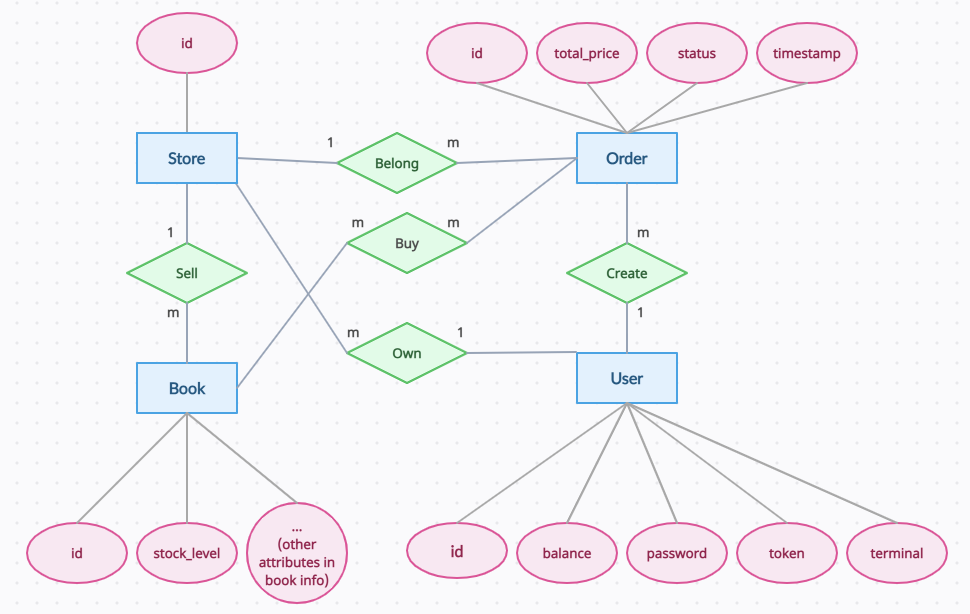 id
id
total_price
status
timestamp
Store
1
Belong
m
Order
1
Sell
m
m
Buy
m
m
Create
1
m
Own
1
Book
User
id
stock_level
...
(other
attributes in
book info)
id
balance
password
token
terminal